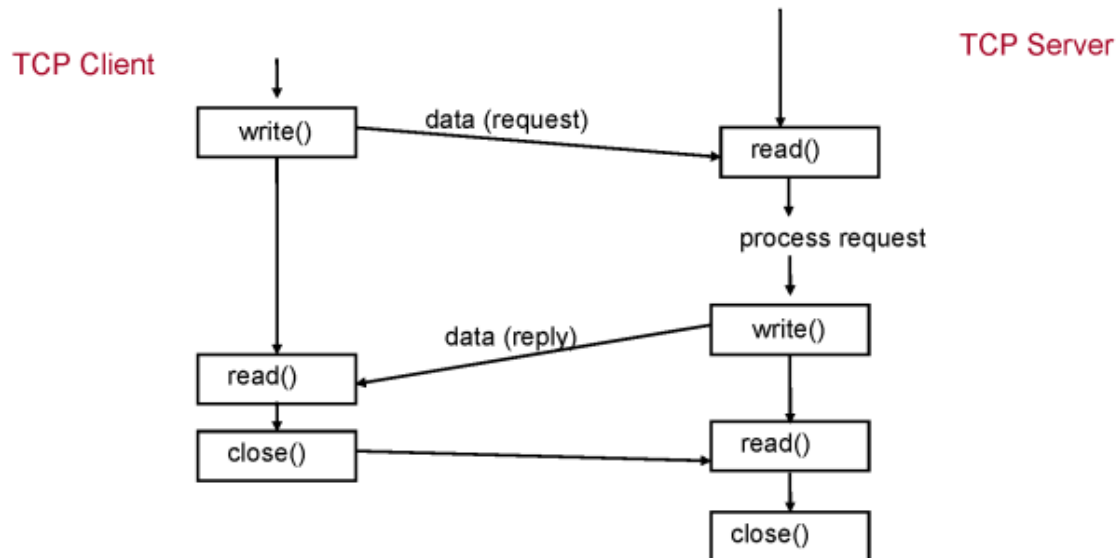 TCP Client
TCP Server
write()
data (request)
read()
process request
write()
data (reply)
read()
close()
read()
close()